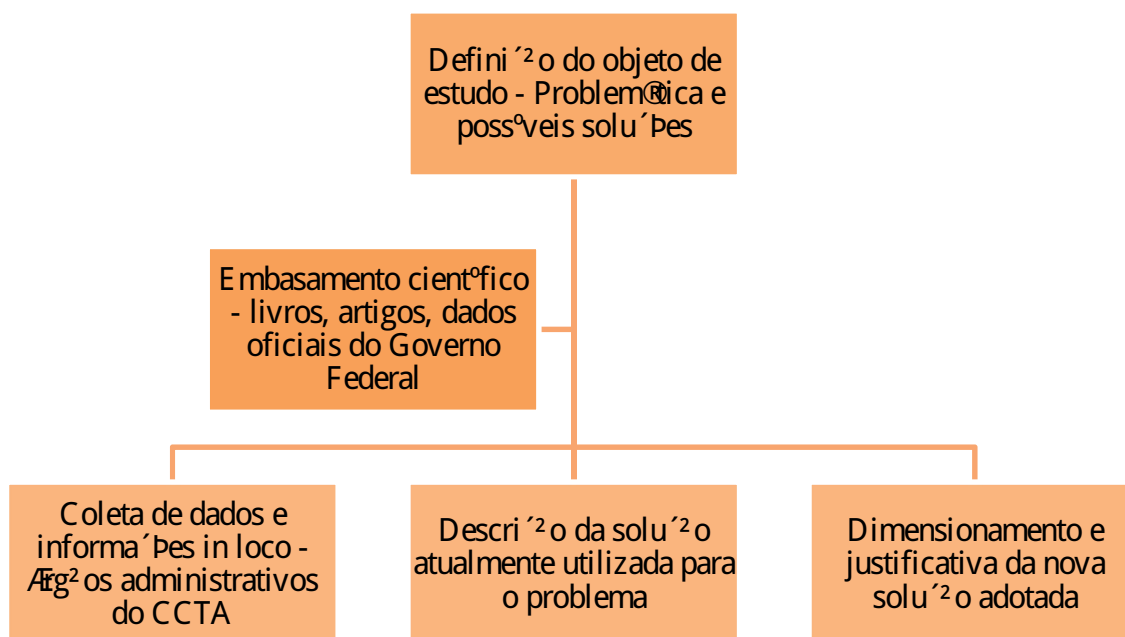 Defini´²o do objeto de
estudo - Problem®tica e
possºveis solu´Þes
Embasamento cientºfico
- livros, artigos, dados
oficiais do Governo
Federal
Coleta de dados e
informa´Þes in loco -
Ærg²os administrativos
do CCTA
Descri´²o da solu´²o
atualmente utilizada para
o problema
Dimensionamento e
justificativa da nova
solu´²o adotada